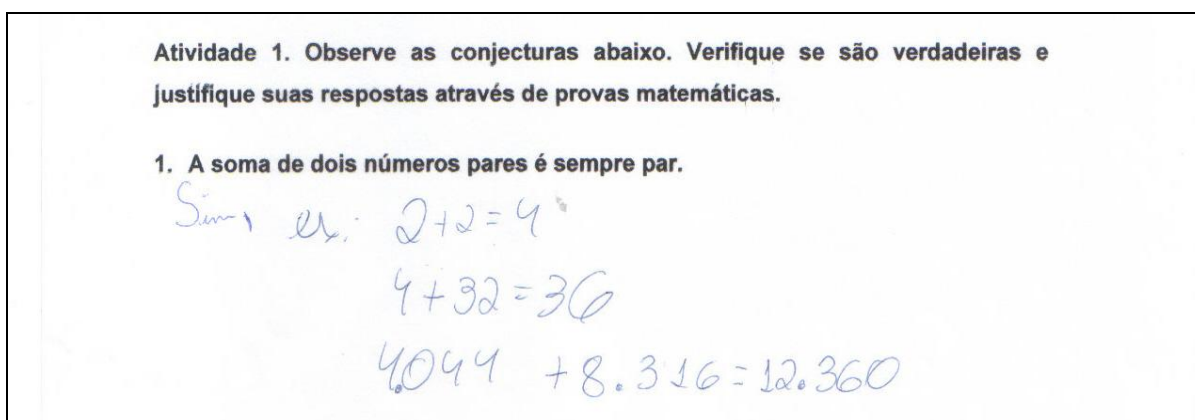 Atividade 1. Observe as conjecturas abaixo. Verifique se são verdadeiras e
justifique suas respostas através de provas matemáticas.
1. A soma de dois números pares é sempre par.
Sim, ex: 2+2=4
4+32=36
4.044 +8.316=12.360